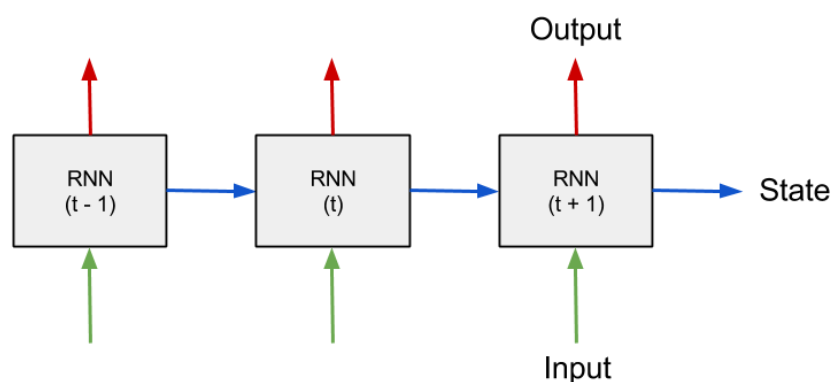 Output
RNN
(t - 1)
RNN
(t)
RNN
(t + 1)
State
Input